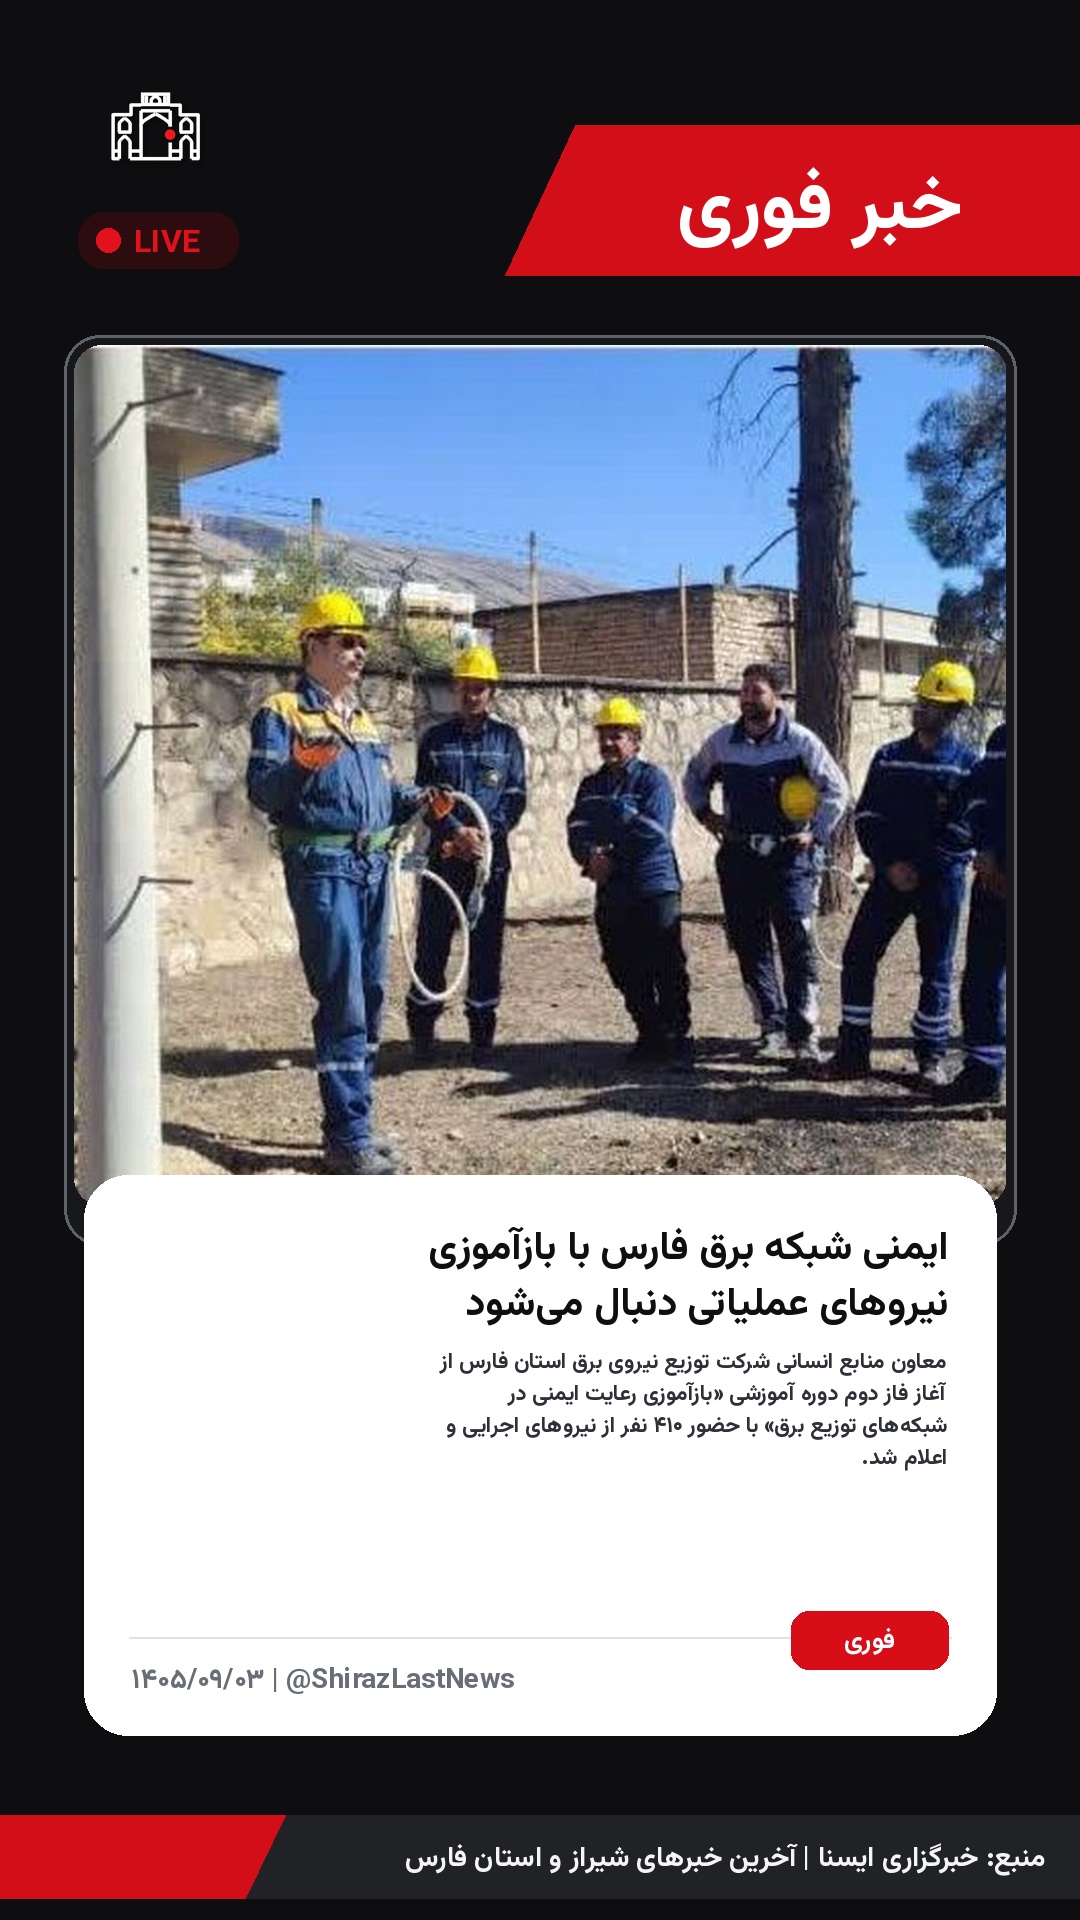 خبر فوری
LIVE
ایمنی شبکه برق فارس با بازآموزی
نیروهای عملیاتی دنبال می‌شود
معاون منابع انسانی شرکت توزیع نیروی برق استان فارس از
آغاز فاز دوم دوره آموزشی «بازآموزی رعایت ایمنی در
شبکه‌های توزیع برق» با حضور ۴۱۰ نفر از نیروهای اجرایی و
اعلام شد.
فوری
۱۴۰۵/۰۹/۰۳ | @ShirazLastNews
منبع: خبرگزاری ایسنا | آخرین خبرهای شیراز و استان فارس